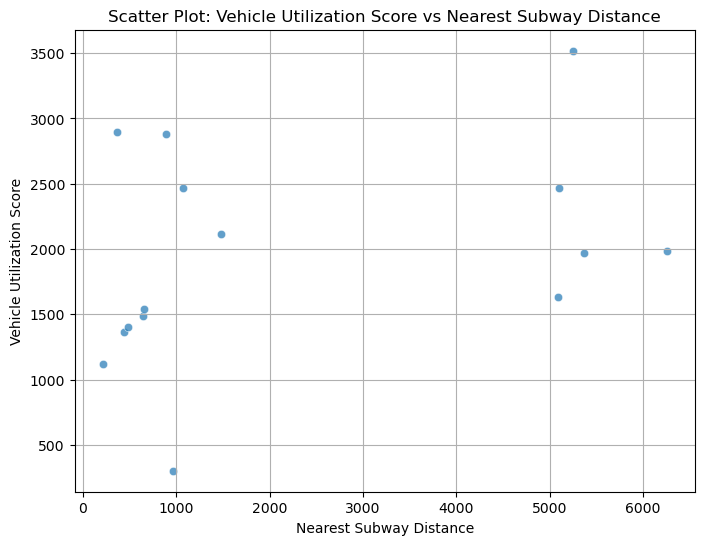 Scatter Plot: Vehicle Utilization Score vs Nearest Subway Distance
Vehicle Utilization Score
3500
3000
2500
2000
1500
1000
500
0 1000 2000 3000 4000 5000 6000
Nearest Subway Distance